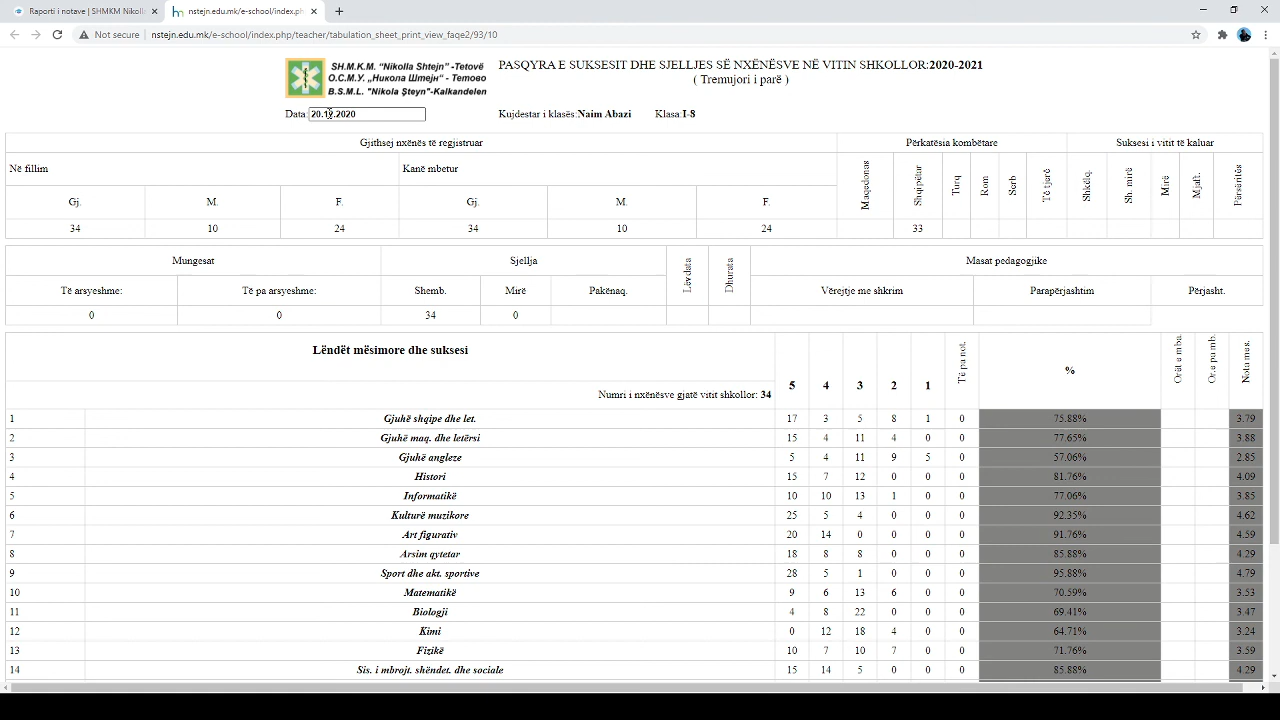 Raporti i notave | SHMKM Nikoll
nstejn.edu.mk/e-school/index.ph
Not secure
nstejn.edu.mk/e-school/index.php/teacher/tabulation_sheet_print_view_faqe2/93/10
SH.M.K.M. "Nikolla Shtejn" -Tetovë
О.С.М.У. „Никола Штејн" - Тетово
B.S.M.L. "Nikola Şteyn"-Kalkandelen
PASQYRA E SUKSESIT DHE SJELLJES SË NXËNËSVE NË VITIN SHKOLLOR:2020-2021
( Tremujori i parë )
Data: 20.12.2020
Kujdestar i klasës:Naim Abazi
Klasa:I-8
Gjithsej nxënës të regjistruar
Përkatësia kombëtare
Suksesi i vitit të kaluar
Në fillim
Kanë mbetur
Maqedonas
Shqipëtar
Turq
Rom
Serb
Të tjerë
Shkëlq.
Sh. mirë
Mirë
Mjaft.
Përsëritës
Gj. M. F. Gj. M. F.
34 10 24 34 10 24 33
Mungesat
Sjellja
Lëvdata
Dhurata
Masat pedagogjike
Të arsyeshme: Të pa arsyeshme: Shemb. Mirë Pakënaq. Vërejtje me shkrim Parapërjashtim Përjasht.
0 0 34 0
Lëndët mësimore dhe suksesi
5 4 3 2 1
Të pa not.
%
Orët e mba.
Or.e pa mb.
Nota mes.
Numri i nxënësve gjatë vitit shkollor: 34
1 Gjuhë shqipe dhe let. 17 3 5 8 1 0 75.88% 3.79
2 Gjuhë maq. dhe letërsi 15 4 11 4 0 0 77.65% 3.88
3 Gjuhë angleze 5 4 11 9 5 0 57.06% 2.85
4 Histori 15 7 12 0 0 0 81.76% 4.09
5 Informatikë 10 10 13 1 0 0 77.06% 3.85
6 Kulturë muzikore 25 5 4 0 0 0 92.35% 4.62
7 Art figurativ 20 14 0 0 0 0 91.76% 4.59
8 Arsim qytetar 18 8 8 0 0 0 85.88% 4.29
9 Sport dhe akt. sportive 28 5 1 0 0 0 95.88% 4.79
10 Matematikë 9 6 13 6 0 0 70.59% 3.53
11 Biologji 4 8 22 0 0 0 69.41% 3.47
12 Kimi 0 12 18 4 0 0 64.71% 3.24
13 Fizikë 10 7 10 7 0 0 71.76% 3.59
14 Sis. i mbrojt. shëndet. dhe sociale 15 14 5 0 0 0 85.88% 4.29